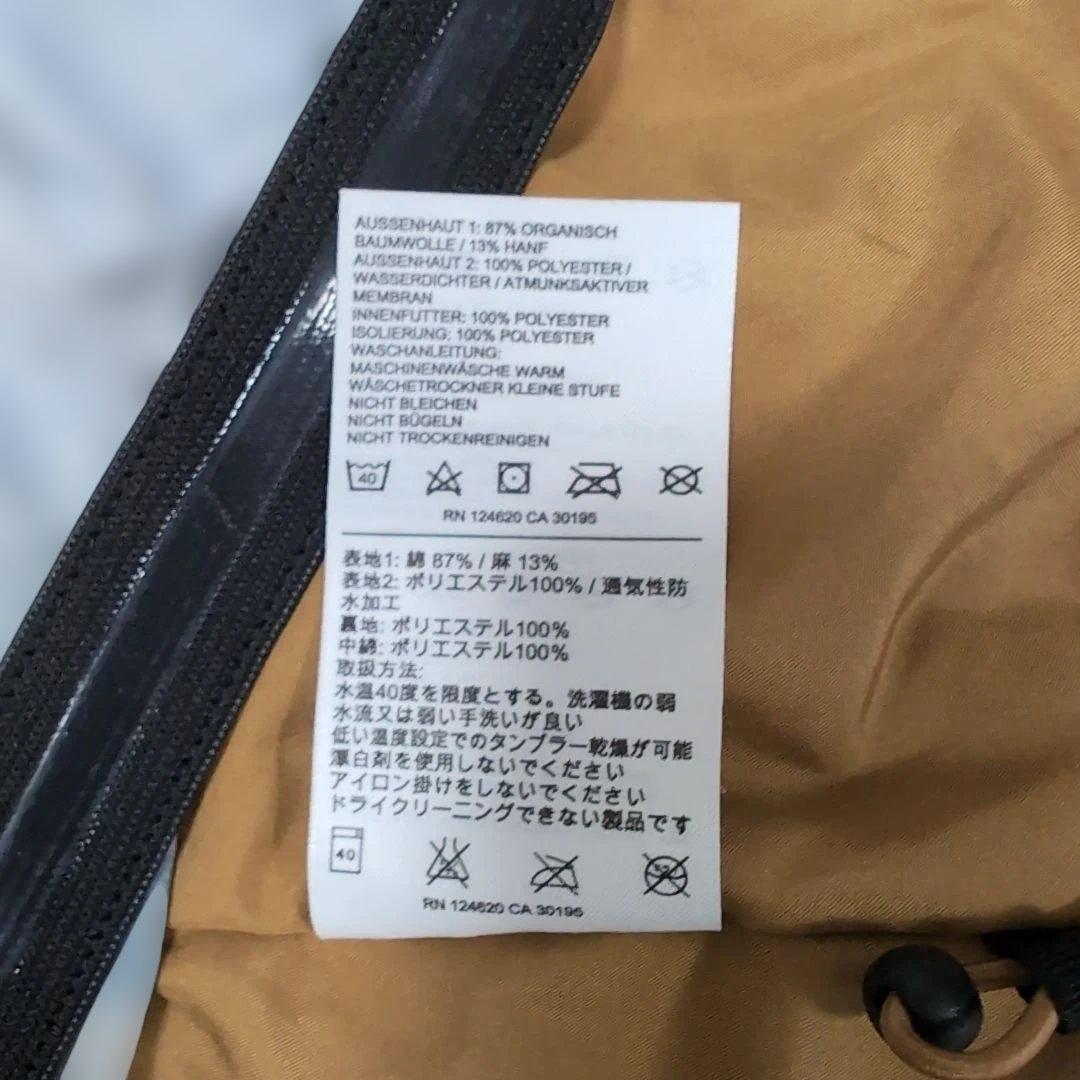 AUSSENHAUT 1: 87% ORGANISCH
BAUMWOLLE / 13% HANF
AUSSENHAUT 2: 100% POLYESTER /
WASSERDICHTER / ATMUNKSAKTIVER
MEMBRAN
INNENFUTTER: 100% POLYESTER
ISOLIERUNG: 100% POLYESTER
WASCHANLEITUNG:
MASCHINENWÄSCHE WARM
WÄSCHETROCKNER KLEINE STUFE
NICHT BLEICHEN
NICHT BÜGELN
NICHT TROCKENREINIGEN
40
RN 124620 CA 30195
表地1: 綿 87% / 麻 13%
表地2: ポリエステル100% / 通気性防
水加工
裏地: ポリエステル100%
中綿: ポリエステル100%
取扱方法:
水温40度を限度とする。洗濯機の弱
水流又は弱い手洗いが良い
低い温度設定でのタンブラー乾燥が可能
漂白剤を使用しないでください
アイロン掛けをしないでください
ドライクリーニングできない製品です
40
RN 124620 CA 30195